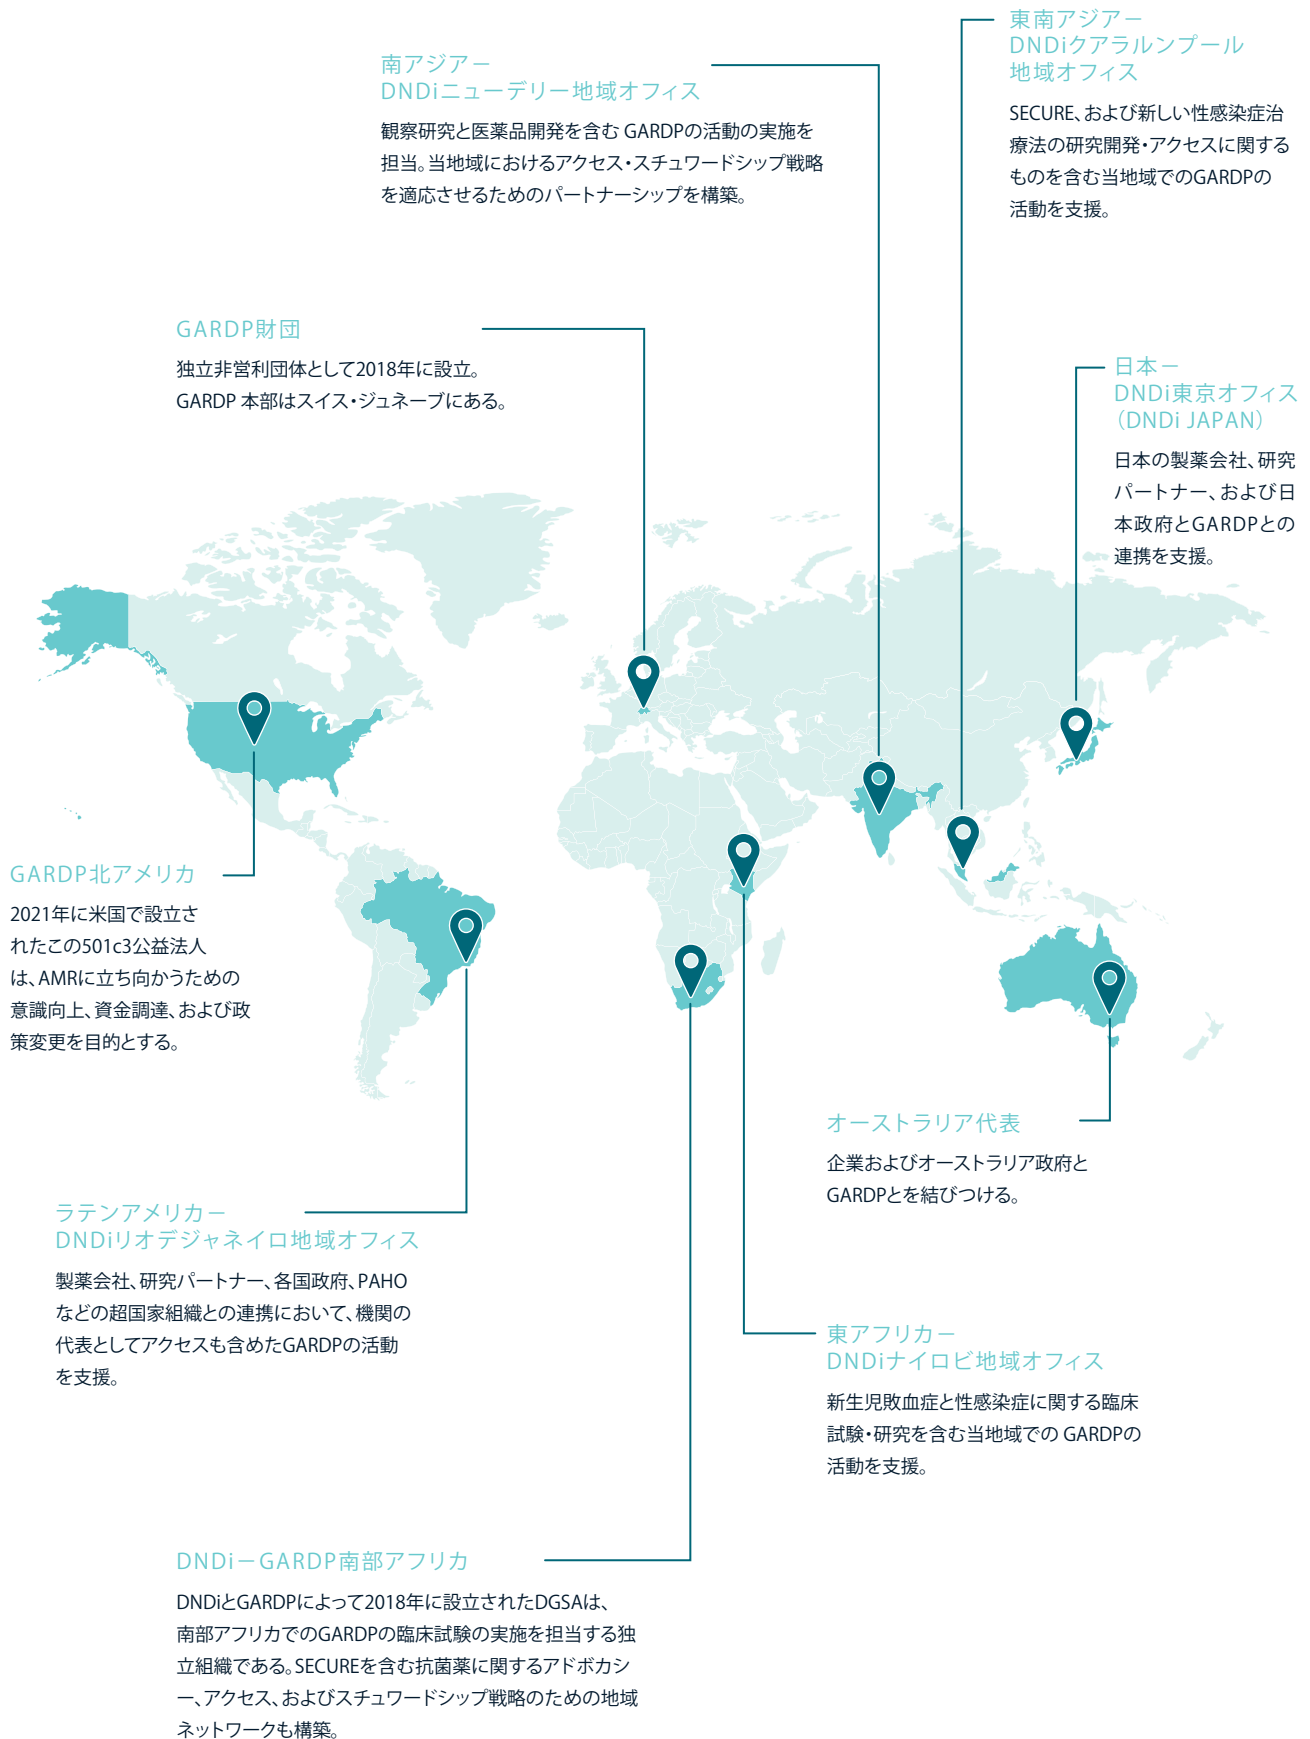 東南アジアー
DNDiクアラルンプール
地域オフィス
SECURE、および新しい性感染症治
療法の研究開発・アクセスに関する
ものを含む当地域でのGARDPの
活動を支援。
南アジアー
DNDiニューデリー地域オフィス
観察研究と医薬品開発を含む GARDPの活動の実施を
担当。当地域におけるアクセス・スチュワードシップ戦略
を適応させるためのパートナーシップを構築。
GARDP財団
独立非営利団体として2018年に設立。
GARDP 本部はスイス・ジュネーブにある。
日本ー
DNDi東京オフィス
（DNDi JAPAN）
日本の製薬会社、研究
パートナー、および日
本政府とGARDPとの
連携を支援。
GARDP北アメリカ
2021年に米国で設立さ
れたこの501c3公益法人
は、AMRに立ち向かうための
意識向上、資金調達、および政
策変更を目的とする。
オーストラリア代表
企業およびオーストラリア政府と
GARDPとを結びつける。
ラテンアメリカー
DNDiリオデジャネイロ地域オフィス
製薬会社、研究パートナー、各国政府、PAHO
などの超国家組織との連携において、機関の
代表としてアクセスも含めたGARDPの活動
を支援。
東アフリカー
DNDiナイロビ地域オフィス
新生児敗血症と性感染症に関する臨床
試験・研究を含む当地域での GARDPの
活動を支援。
DNDiーGARDP南部アフリカ
DNDiとGARDPによって2018年に設立されたDGSAは、
南部アフリカでのGARDPの臨床試験の実施を担当する独
立組織である。SECUREを含む抗菌薬に関するアドボカシ
ー、アクセス、およびスチュワードシップ戦略のための地域
ネットワークも構築。